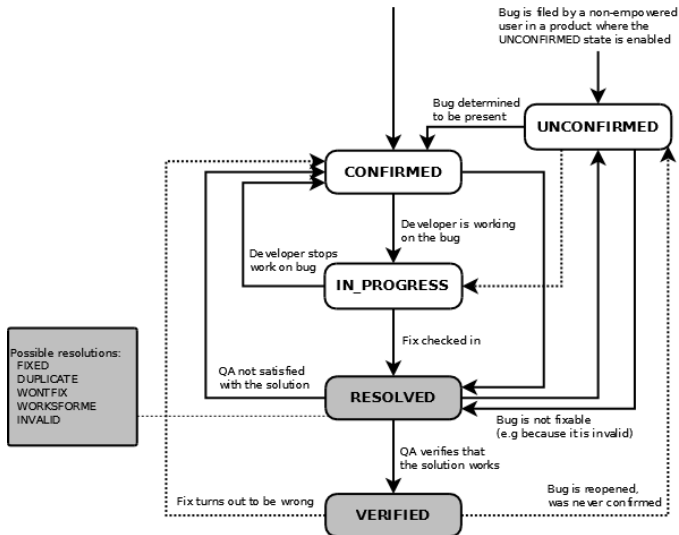 Bug is filed by a non-empowered
user in a product where the
UNCONFIRMED state is enabled
Bug determined
to be present
UNCONFIRMED
CONFIRMED
Developer is working
on the bug
Developer stops
work on bug
IN_PROGRESS
Fix checked in
Possible resolutions:
FIXED
DUPLICATE
WONTFIX
WORKSFORME
INVALID
QA not satisfied
with the solution
RESOLVED
Bug is not fixable
(e.g because it is invalid)
QA verifies that
the solution works
Fix turns out to be wrong
VERIFIED
Bug is reopened,
was never confirmed